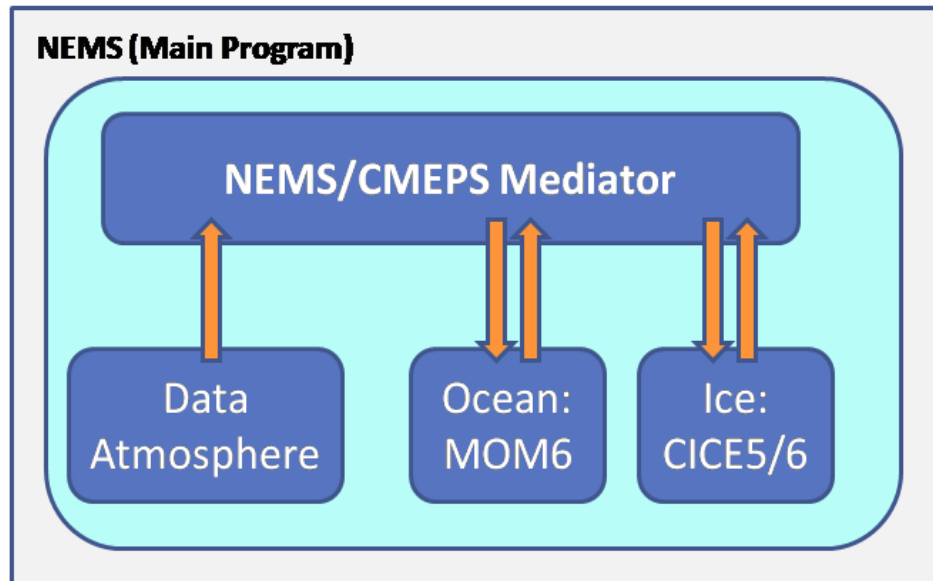 NEMS (Main Program)
NEMS/CMEPS Mediator
Data
Atmosphere
Ocean:
MOM6
Ice:
CICE5/6